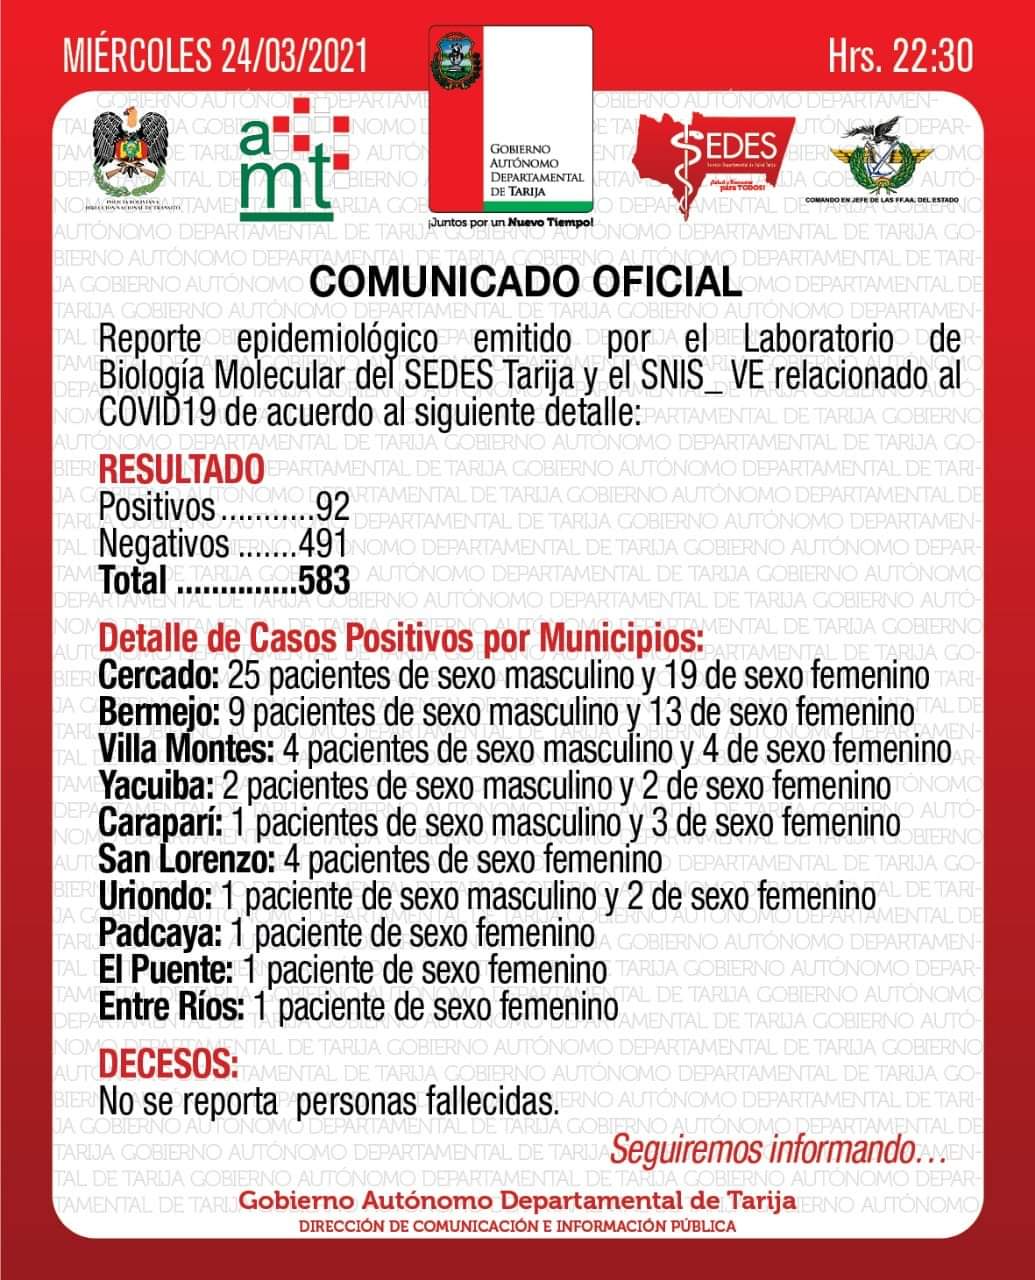 MIÉRCOLES 24/03/2021
Hrs. 22:30
amt
GOBIERNO
AUTÓNOMO
DEPARTAMENTAL
DE TARIJA
¡Juntos por un Nuevo Tiempo!
SEDES
para TODOS!
COMANDO EN JEFE DE LAS FF.AA. DEL ESTADO
COMUNICADO OFICIAL
Reporte epidemiológico emitido por el Laboratorio de
Biología Molecular del SEDES Tarija y el SNIS_ VE relacionado al
COVID19 de acuerdo al siguiente detalle:
RESULTADO
Positivos ...........92
Negativos .......491
Total ..............583
Detalle de Casos Positivos por Municipios:
Cercado: 25 pacientes de sexo masculino y 19 de sexo femenino
Bermejo: 9 pacientes de sexo masculino y 13 de sexo femenino
Villa Montes: 4 pacientes de sexo masculino y 4 de sexo femenino
Yacuiba: 2 pacientes de sexo masculino y 2 de sexo femenino
Caraparí: 1 pacientes de sexo masculino y 3 de sexo femenino
San Lorenzo: 4 pacientes de sexo femenino
Uriondo: 1 paciente de sexo masculino y 2 de sexo femenino
Padcaya: 1 paciente de sexo femenino
El Puente: 1 paciente de sexo femenino
Entre Ríos: 1 paciente de sexo femenino
DECESOS:
No se reporta personas fallecidas.
Seguiremos informando...
Gobierno Autónomo Departamental de Tarija
DIRECCIÓN DE COMUNICACIÓN E INFORMACIÓN PÚBLICA